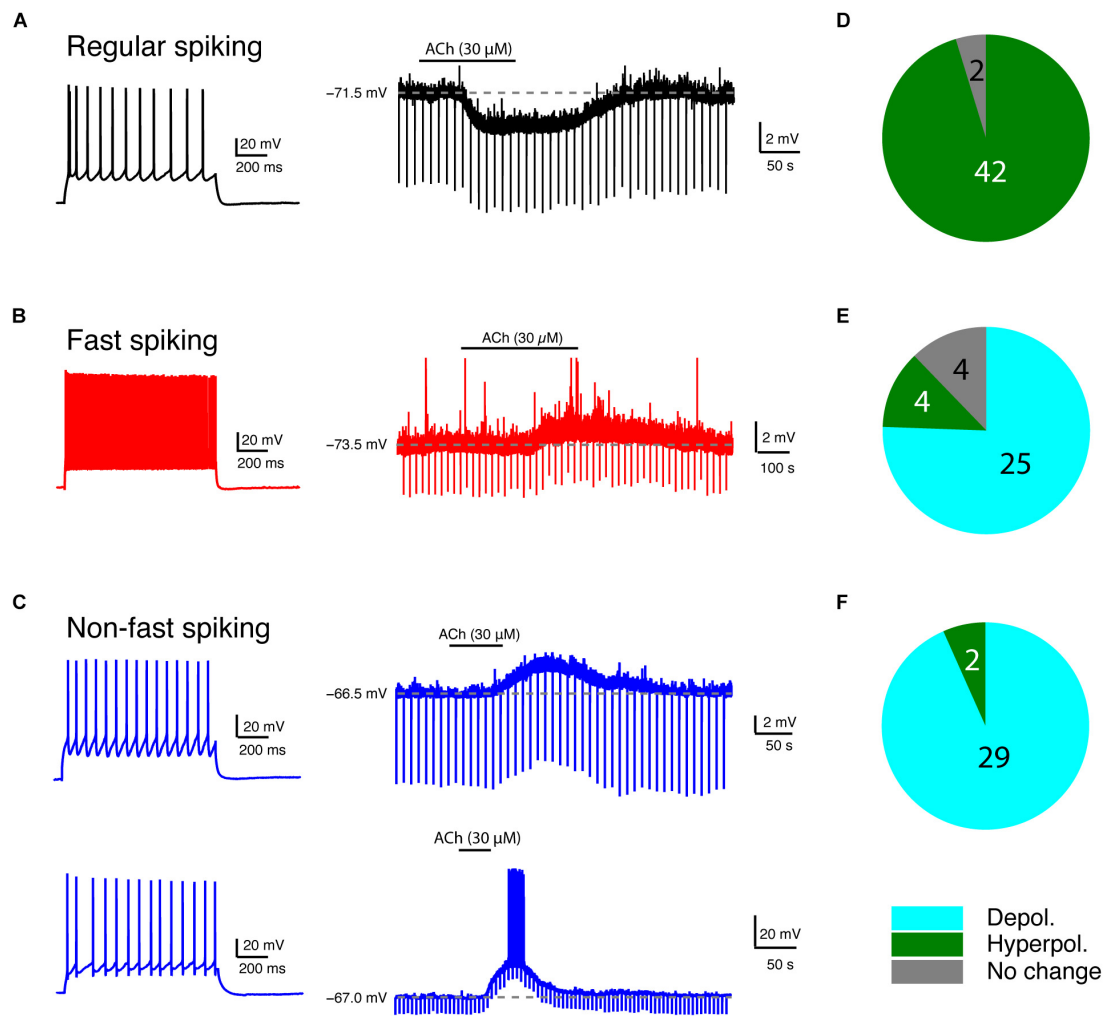 A
Regular spiking
20 mV
200 ms
ACh (30 μM)
−71.5 mV
2 mV
50 s
D
2
42
B
Fast spiking
20 mV
200 ms
ACh (30 μM)
−73.5 mV
2 mV
100 s
E
4
4
25
C
Non-fast spiking
20 mV
200 ms
ACh (30 μM)
−66.5 mV
2 mV
50 s
F
2
29
20 mV
200 ms
ACh (30 μM)
−67.0 mV
20 mV
50 s
Depol.
Hyperpol.
No change